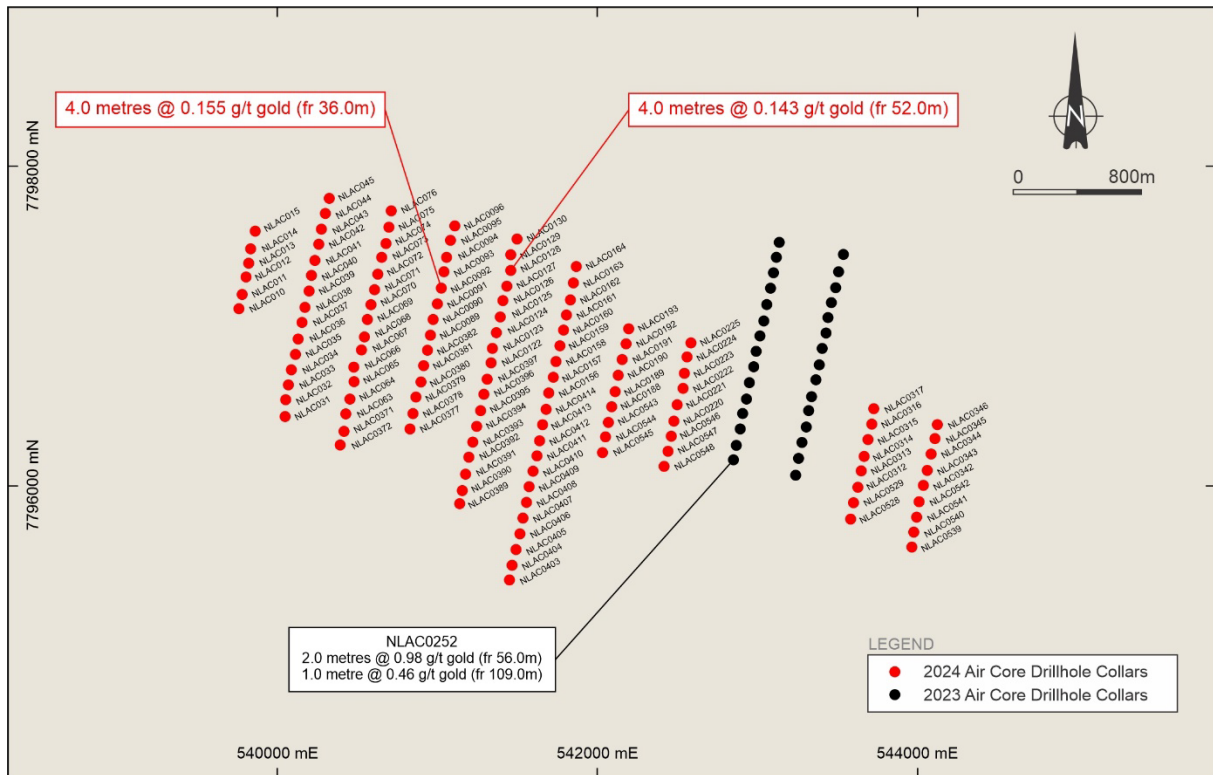 4.0 metres @ 0.155 g/t gold (fr 36.0m)
4.0 metres @ 0.143 g/t gold (fr 52.0m)
N
0 800m
7798000 mN
7796000 mN
NLAC015
NLAC014
NLAC013
NLAC012
NLAC011
NLAC010
NLAC045
NLAC044
NLAC043
NLAC042
NLAC041
NLAC040
NLAC039
NLAC038
NLAC037
NLAC036
NLAC035
NLAC034
NLAC033
NLAC032
NLAC031
NLAC076
NLAC075
NLAC074
NLAC073
NLAC072
NLAC071
NLAC070
NLAC069
NLAC068
NLAC067
NLAC066
NLAC065
NLAC064
NLAC063
NLAC0371
NLAC0372
NLAC0096
NLAC0095
NLAC0094
NLAC0093
NLAC0092
NLAC0091
NLAC0090
NLAC0089
NLAC0382
NLAC0381
NLAC0380
NLAC0379
NLAC0378
NLAC0377
NLAC0130
NLAC0129
NLAC0128
NLAC0127
NLAC0126
NLAC0125
NLAC0124
NLAC0123
NLAC0122
NLAC0397
NLAC0396
NLAC0395
NLAC0394
NLAC0393
NLAC0392
NLAC0391
NLAC0390
NLAC0389
NLAC0164
NLAC0163
NLAC0162
NLAC0161
NLAC0160
NLAC0159
NLAC0158
NLAC0157
NLAC0156
NLAC0414
NLAC0413
NLAC0412
NLAC0411
NLAC0410
NLAC0409
NLAC0408
NLAC0407
NLAC0406
NLAC0405
NLAC0404
NLAC0403
NLAC0193
NLAC0192
NLAC0191
NLAC0190
NLAC0189
NLAC0188
NLAC0543
NLAC0544
NLAC0545
NLAC0225
NLAC0224
NLAC0223
NLAC0222
NLAC0221
NLAC0220
NLAC0546
NLAC0547
NLAC0548
NLAC0317
NLAC0316
NLAC0315
NLAC0314
NLAC0313
NLAC0312
NLAC0529
NLAC0528
NLAC0346
NLAC0345
NLAC0344
NLAC0343
NLAC0342
NLAC0542
NLAC0541
NLAC0540
NLAC0539
NLAC0252
2.0 metres @ 0.98 g/t gold (fr 56.0m)
1.0 metre @ 0.46 g/t gold (fr 109.0m)
LEGEND
2024 Air Core Drillhole Collars
2023 Air Core Drillhole Collars
540000 mE
542000 mE
544000 mE